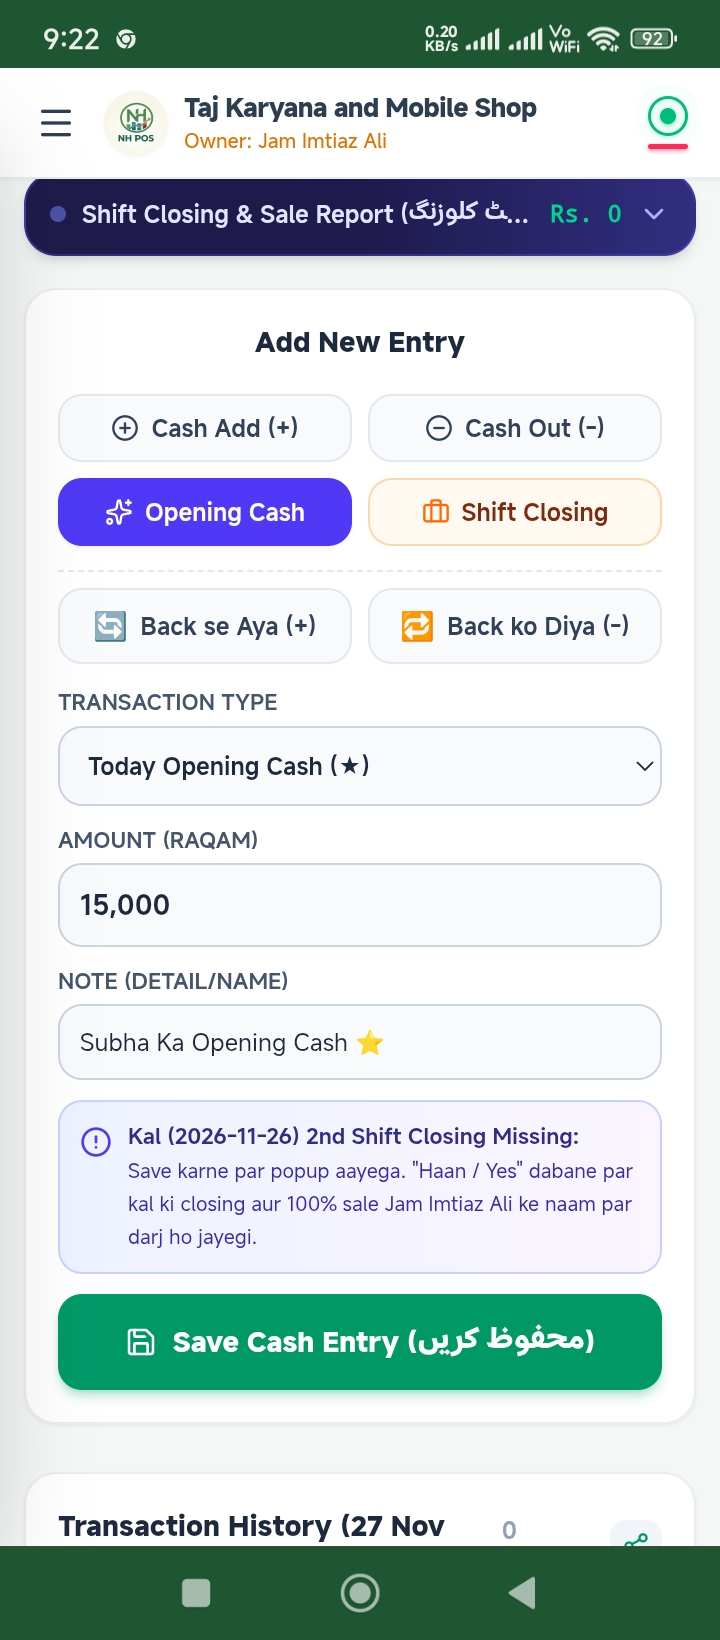 9:22
0.20
KB/s
Vo
WiFi
92
NH
NH POS
Taj Karyana and Mobile Shop
Owner: Jam Imtiaz Ali
Shift Closing & Sale Report (ٹ کلوزنگ... Rs. 0
Add New Entry
Cash Add (+)
Cash Out (-)
Opening Cash
Shift Closing
🔄 Back se Aya (+)
🔁 Back ko Diya (-)
TRANSACTION TYPE
Today Opening Cash (★)
AMOUNT (RAQAM)
15,000
NOTE (DETAIL/NAME)
Subha Ka Opening Cash ⭐
Kal (2026-11-26) 2nd Shift Closing Missing:
Save karne par popup aayega. "Haan / Yes" dabane par
kal ki closing aur 100% sale Jam Imtiaz Ali ke naam par
darj ho jayegi.
Save Cash Entry (محفوظ کریں)
Transaction History (27 Nov
0